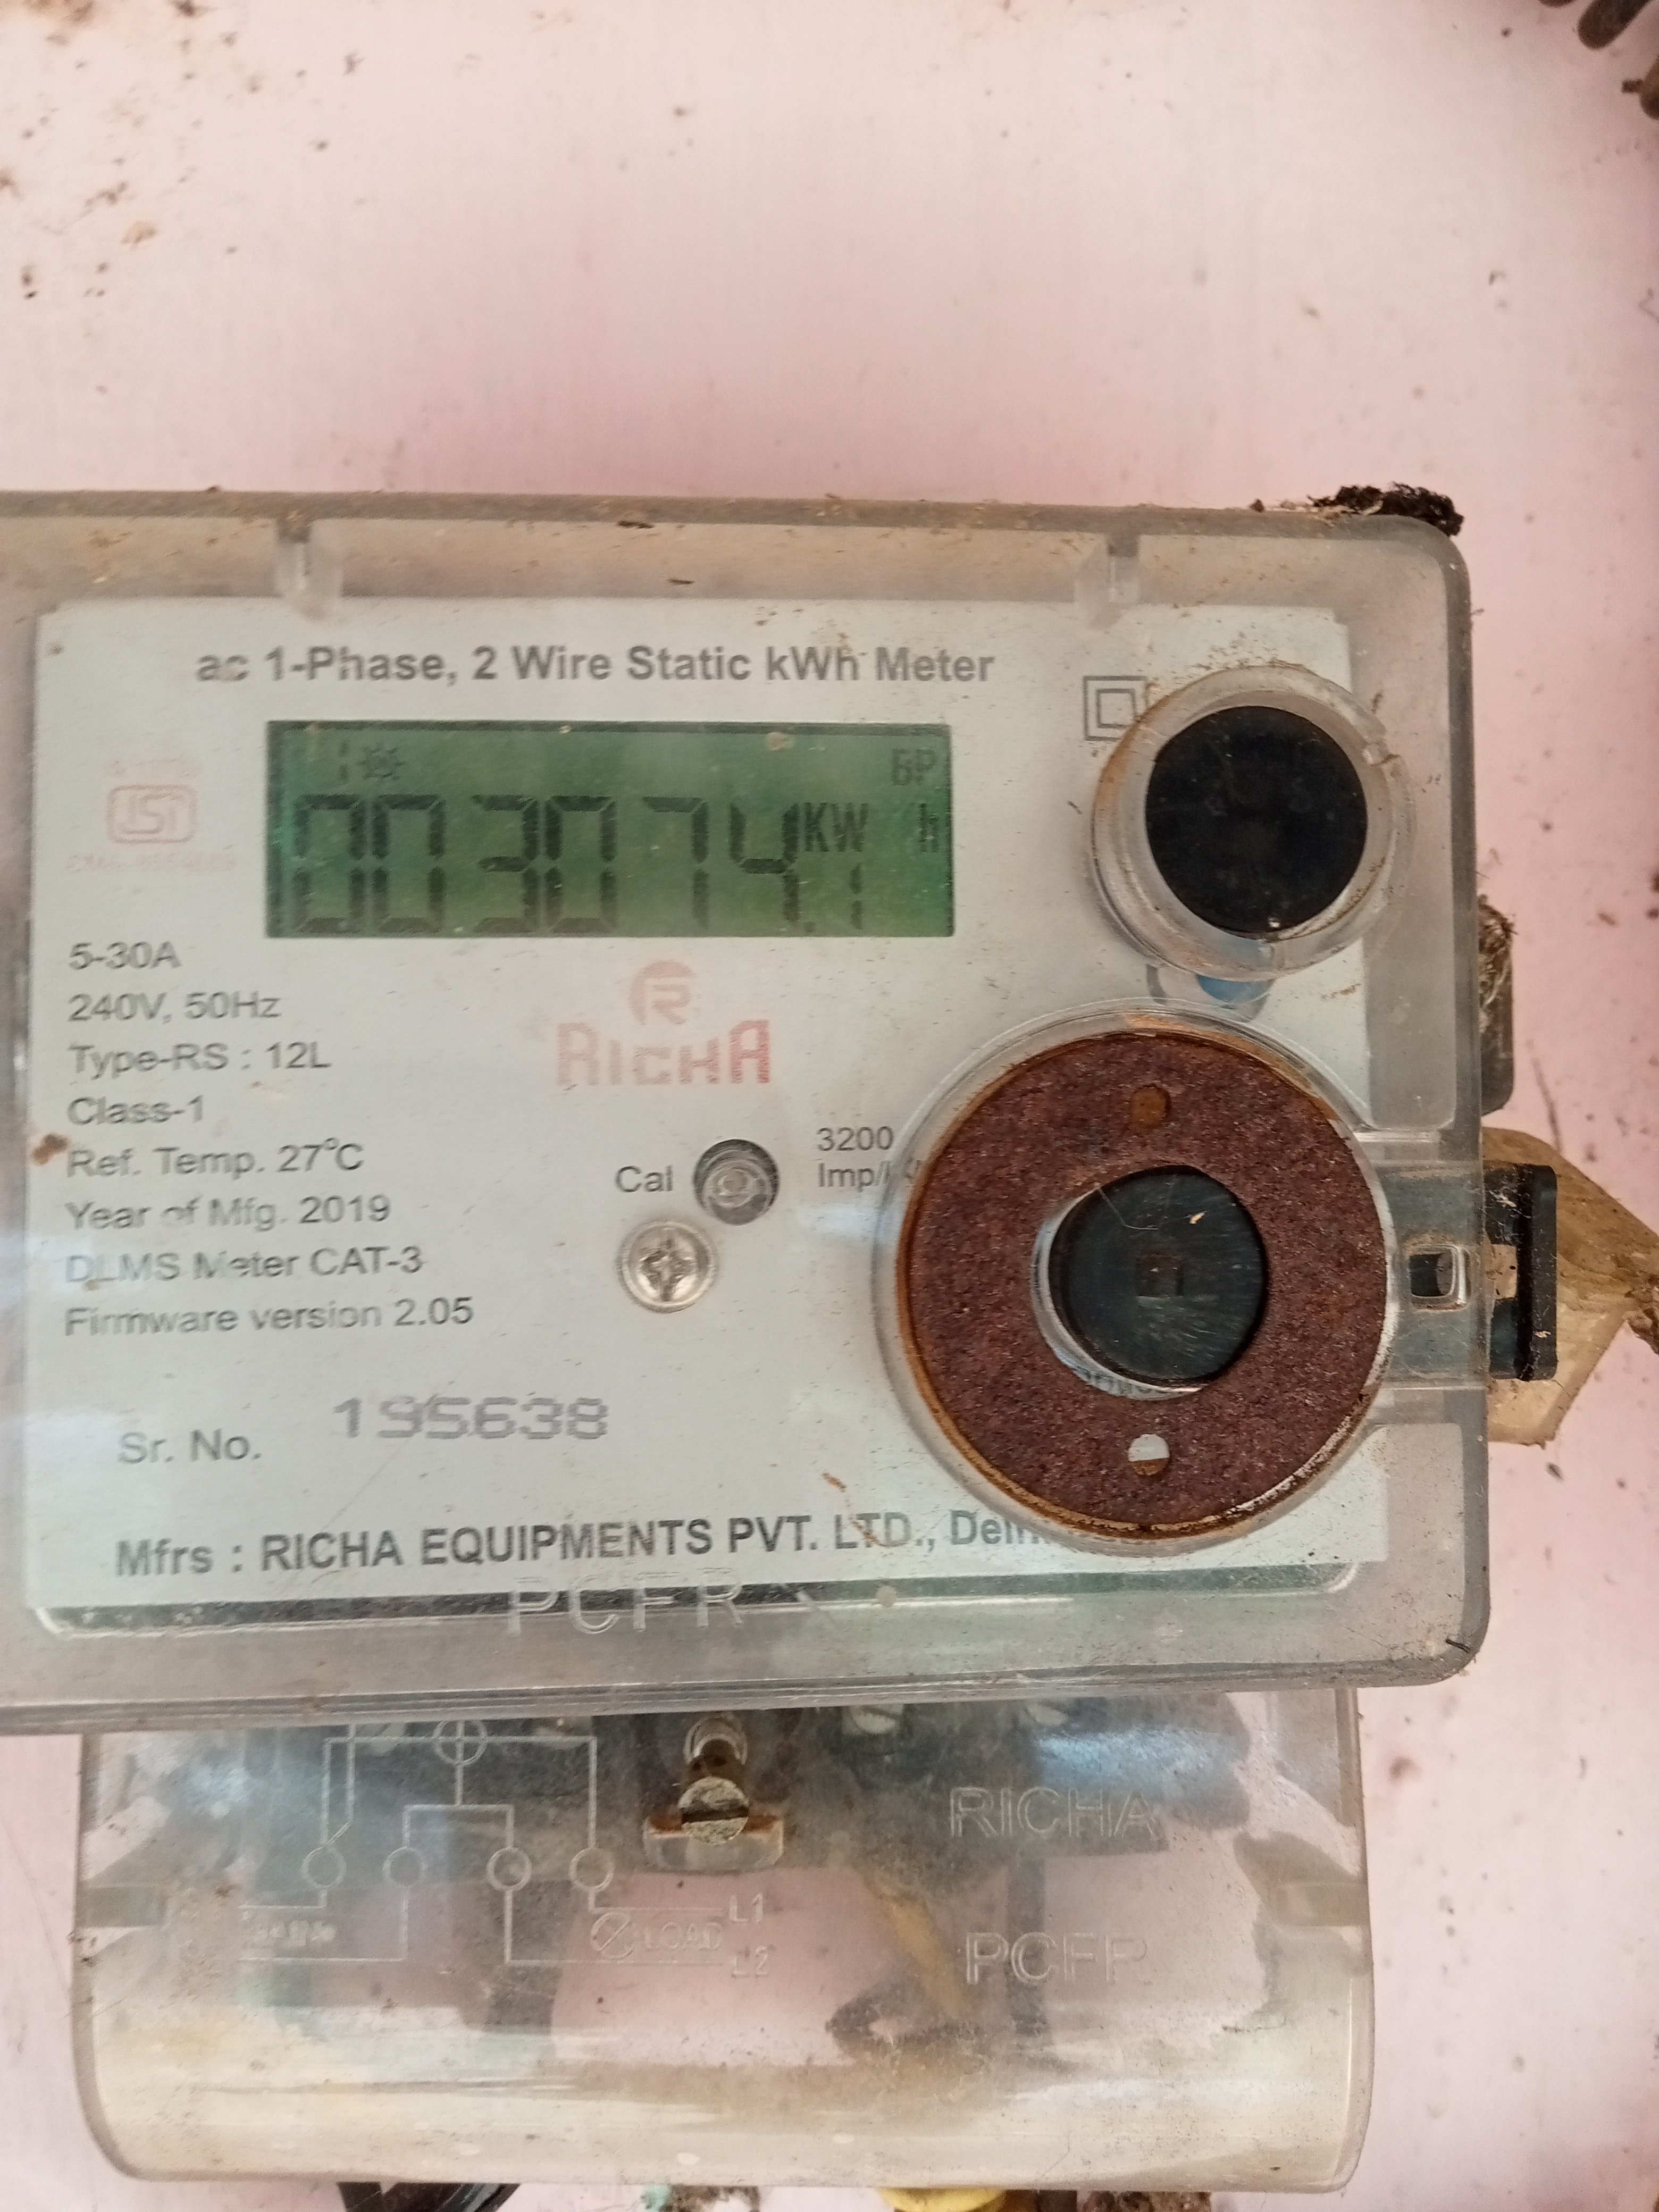 ac 1-Phase, 2 Wire Static kWh Meter
003074.1 KW h
ISI
5-30A
240V, 50Hz
Type-RS : 12L
Class-1
Ref. Temp. 27°C
Year of Mfg. 2019
DLMS Meter CAT-3
Firmware version 2.05
RICHA
Cal
3200
Sr. No. 195638
Mfrs : RICHA EQUIPMENTS PVT. LTD.,
PCFR
RICHA
L1
LOAD
L2
PCFR